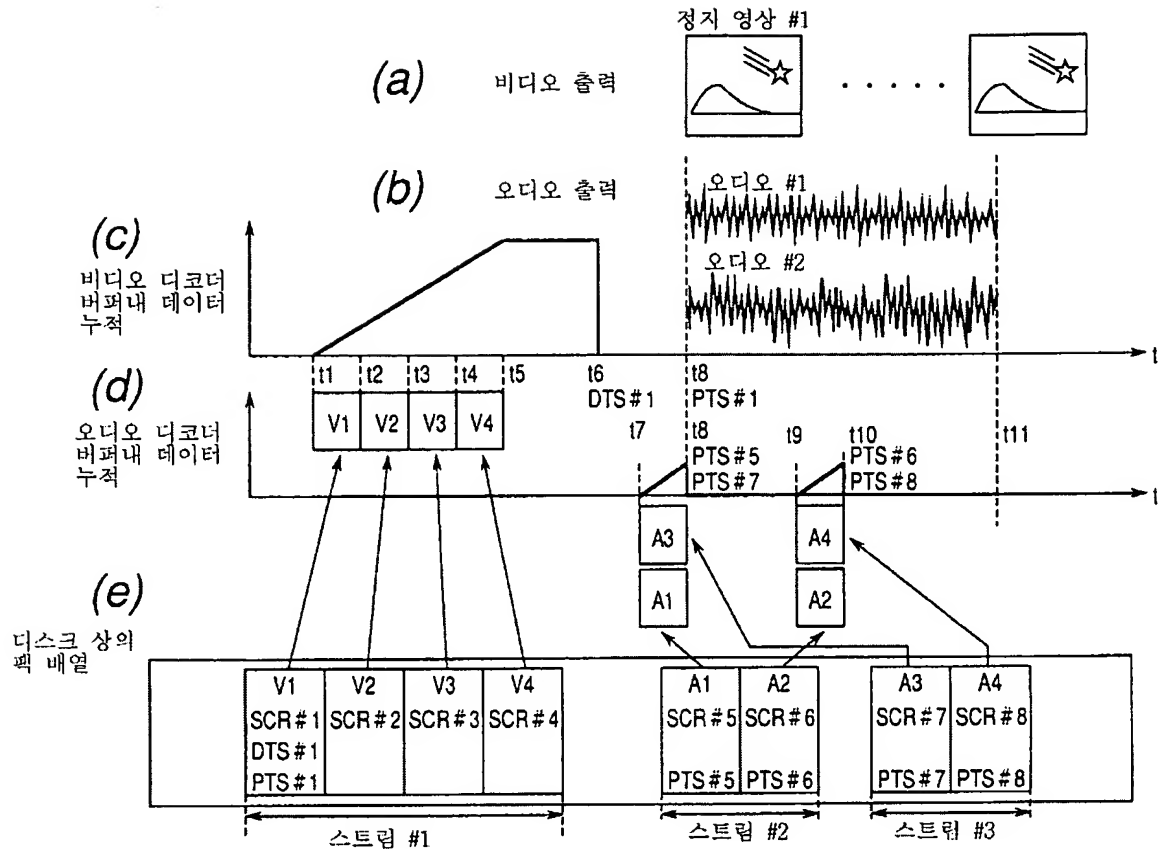 정지 영상 #1
(a) 비디오 출력
(b) 오디오 출력
오디오 #1
오디오 #2
(c)
비디오 디코더
버퍼내 데이터
누적
t
t1 t2 t3 t4 t5 t6 t8
DTS#1 PTS#1
V1 V2 V3 V4
(d)
오디오 디코더
버퍼내 데이터
누적
t7 t8 t9 t10 t11
PTS#5 PTS#6
PTS#7 PTS#8
t
A3 A4
A1 A2
(e)
디스크 상의
팩 배열
V1 V2 V3 V4 A1 A2 A3 A4
SCR#1 SCR#2 SCR#3 SCR#4 SCR#5 SCR#6 SCR#7 SCR#8
DTS#1
PTS#1 PTS#5 PTS#6 PTS#7 PTS#8
스트림 #1 스트림 #2 스트림 #3